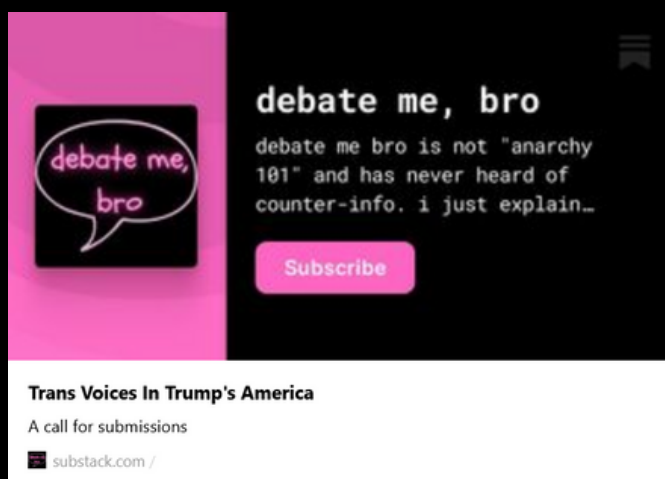 debate me,
bro
debate me, bro
debate me bro is not "anarchy
101" and has never heard of
counter-info. i just explain…
Subscribe
Trans Voices In Trump's America
A call for submissions
substack.com /